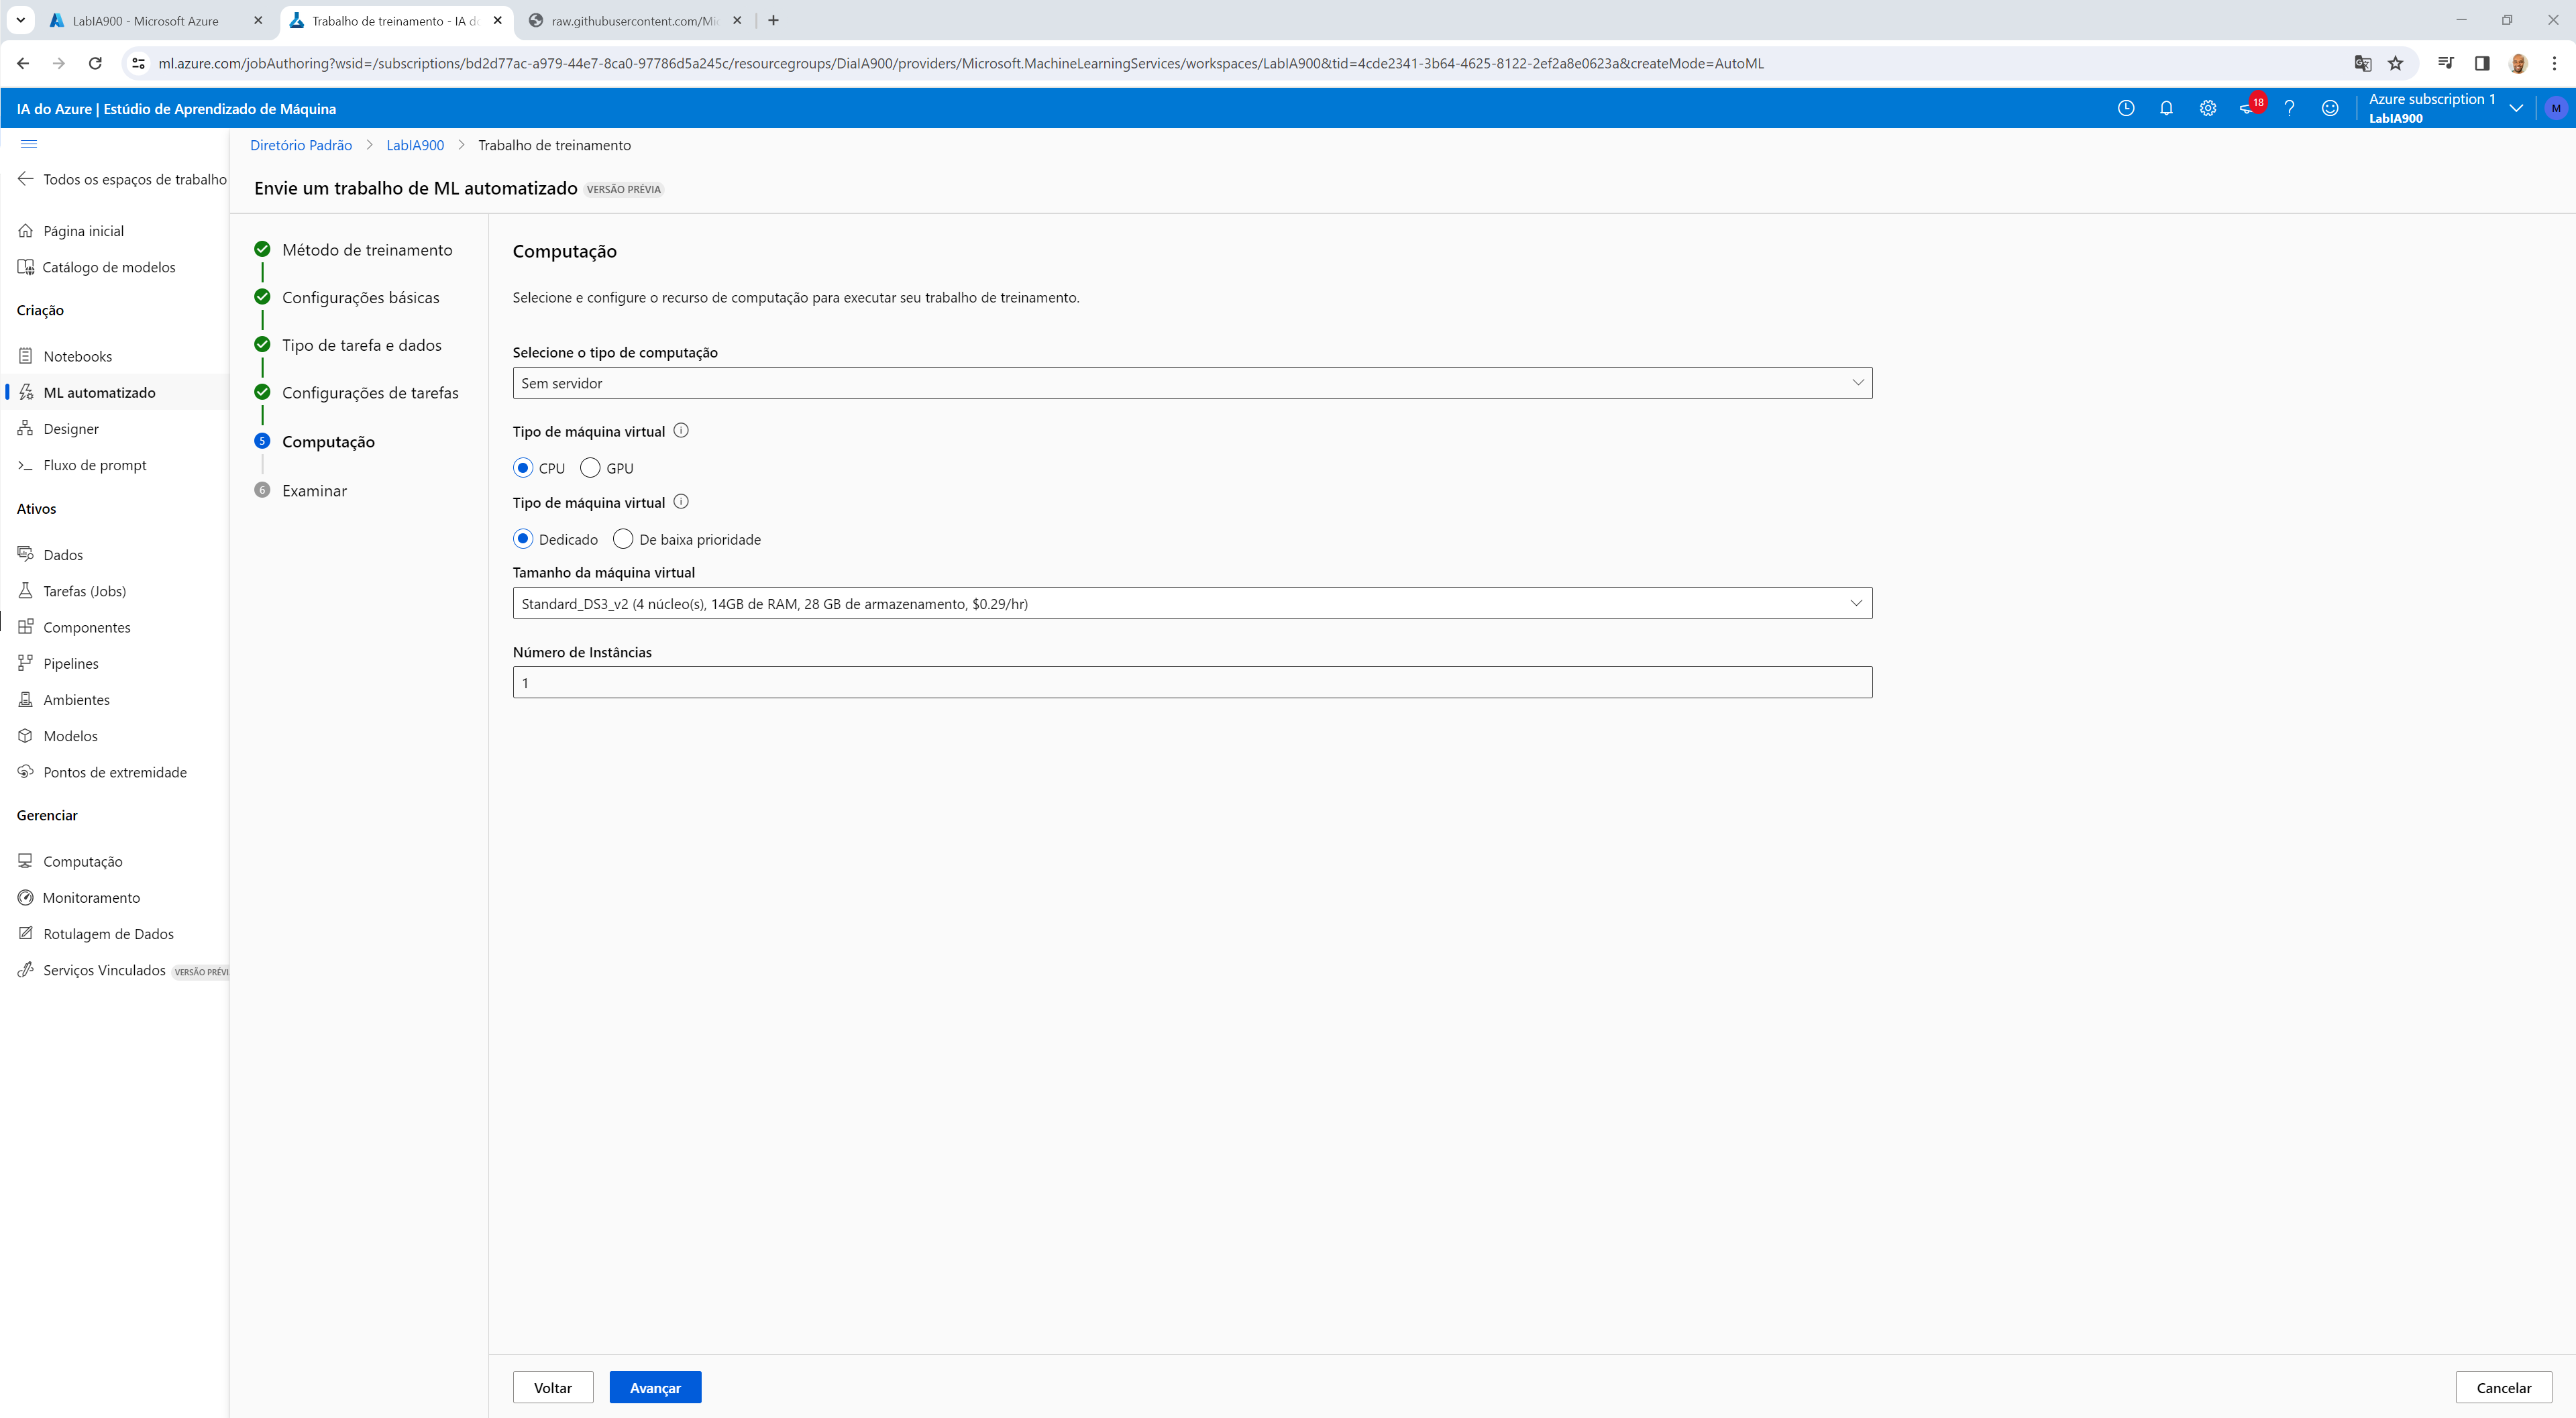 LabIA900 - Microsoft Azure
Trabalho de treinamento - IA do
raw.githubusercontent.com/Mic
ml.azure.com/jobAuthoring?wsid=/subscriptions/bd2d77ac-a979-44e7-8ca0-97786d5a245c/resourcegroups/DialA900/providers/Microsoft.MachineLearningServices/workspaces/LabIA900&tid=4cde2341-3b64-4625-8122-2ef2a8e0623a&createMode=AutoML
IA do Azure | Estúdio de Aprendizado de Máquina
18
Azure subscription 1
LabIA900
M
Diretório Padrão > LabIA900 > Trabalho de treinamento
Todos os espaços de trabalho
Envie um trabalho de ML automatizado VERSÃO PRÉVIA
Página inicial
Catálogo de modelos
Criação
Notebooks
ML automatizado
Designer
Fluxo de prompt
Ativos
Dados
Tarefas (Jobs)
Componentes
Pipelines
Ambientes
Modelos
Pontos de extremidade
Gerenciar
Computação
Monitoramento
Rotulagem de Dados
Serviços Vinculados VERSÃO PRÉVI
Método de treinamento
Configurações básicas
Tipo de tarefa e dados
Configurações de tarefas
5 Computação
6 Examinar
Computação
Selecione e configure o recurso de computação para executar seu trabalho de treinamento.
Selecione o tipo de computação
Sem servidor
Tipo de máquina virtual
CPU GPU
Tipo de máquina virtual
Dedicado De baixa prioridade
Tamanho da máquina virtual
Standard_DS3_v2 (4 núcleo(s), 14GB de RAM, 28 GB de armazenamento, $0.29/hr)
Número de Instâncias
1
Voltar Avançar Cancelar